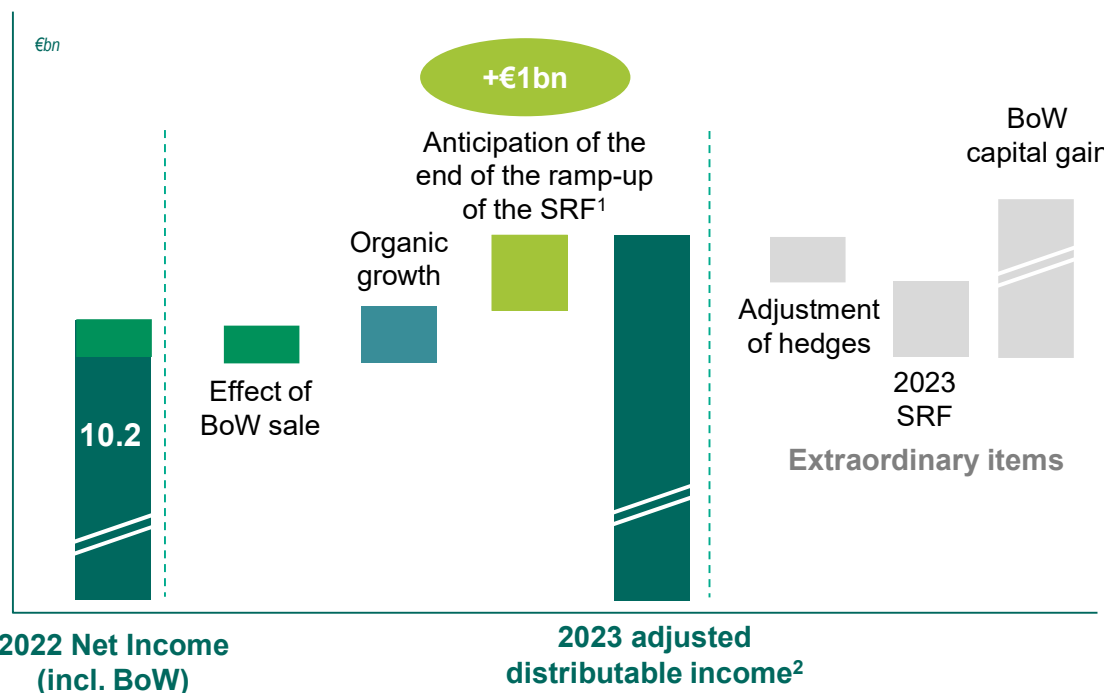 €bn
+€1bn
Anticipation of the
end of the ramp-up
of the SRF¹
BoW
capital gain
Organic
growth
Effect of
BoW sale
10.2
Adjustment
of hedges
2023
SRF
Extraordinary items
2022 Net Income
(incl. BoW)
2023 adjusted
distributable income²